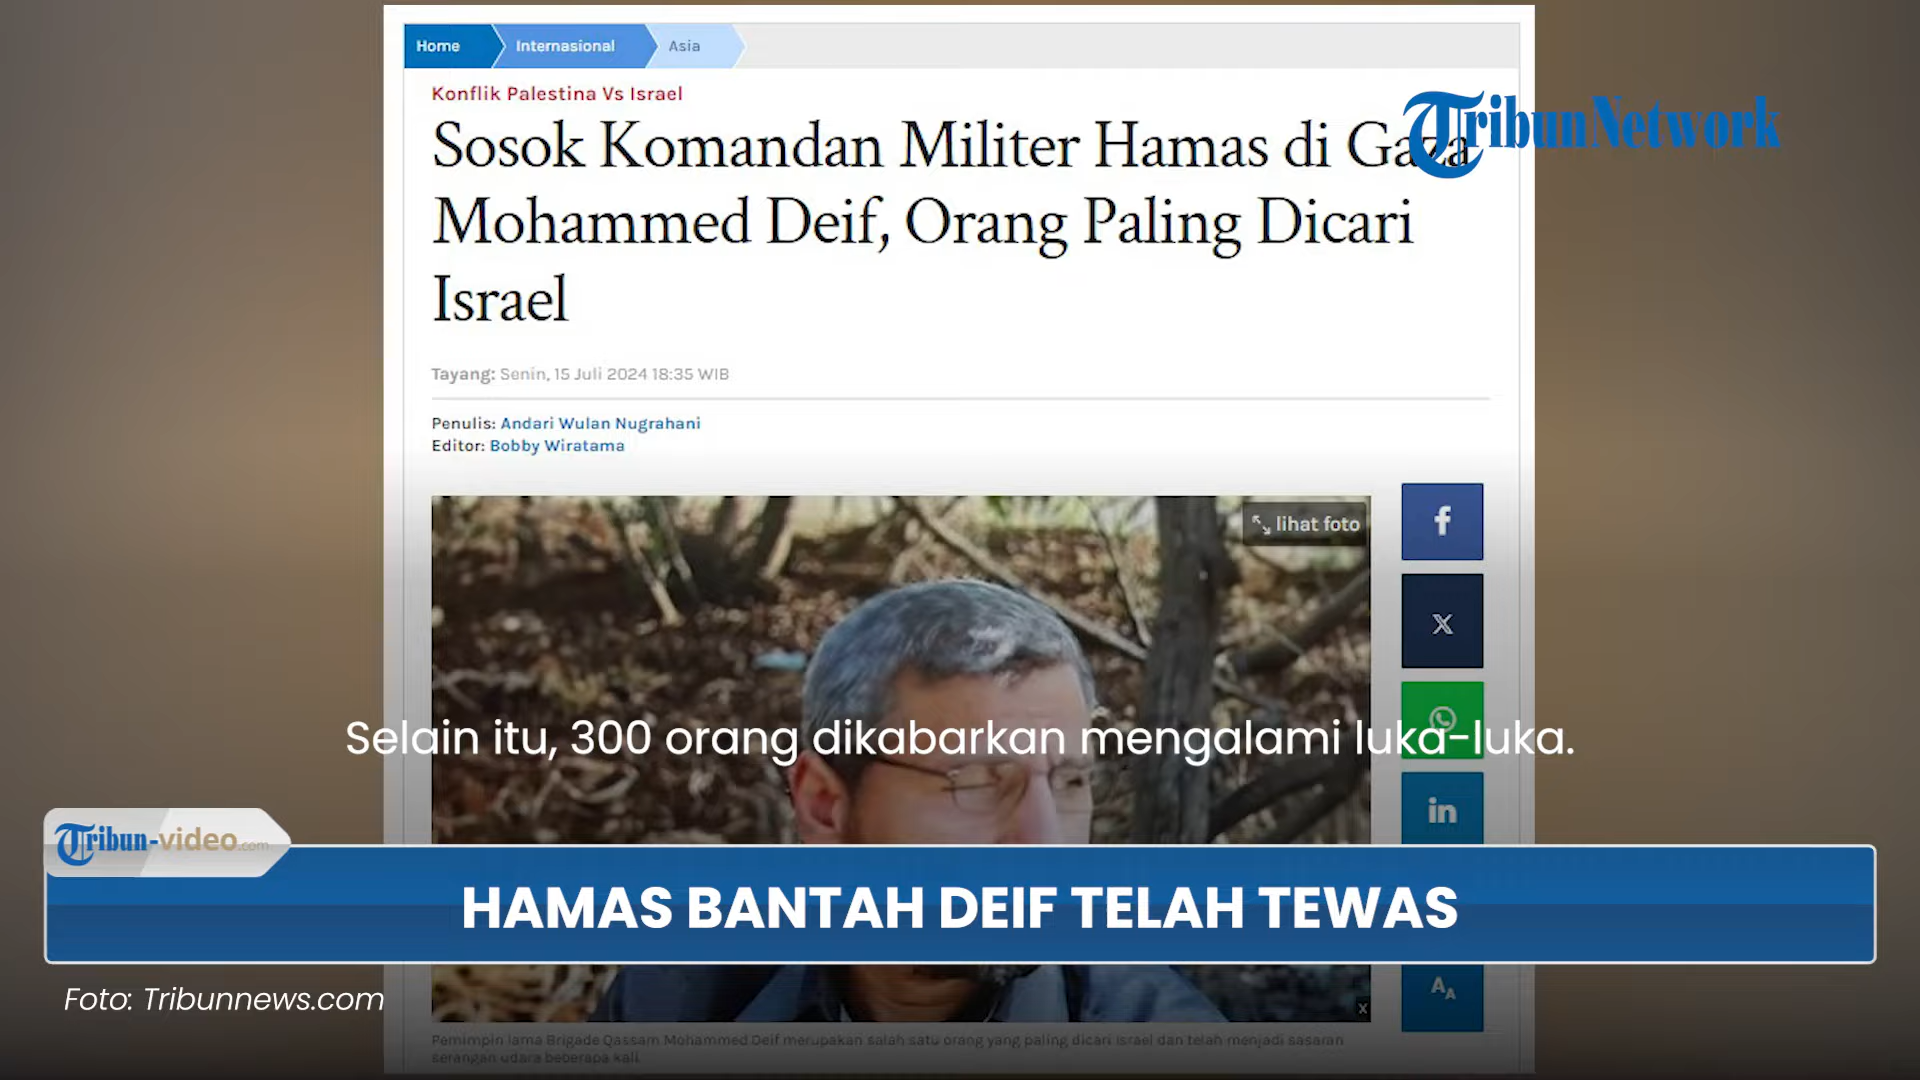 Home
Internasional
Asia
Konflik Palestina Vs Israel
Sosok Komandan Militer Hamas di Gaza
Mohammed Deif, Orang Paling Dicari
Israel
TribunNetwork
Tayang: Senin, 15 Juli 2024 18:35 WIB
Penulis: Andari Wulan Nugrahani
Editor: Bobby Wiratama
lihat foto
Selain itu, 300 orang dikabarkan mengalami luka-luka.
Tribun-video.com
HAMAS BANTAH DEIF TELAH TEWAS
Foto: Tribunnews.com
AA
X
Pemimpin lama Brigade Qassam Mohammed Deif merupakan salah satu orang yang paling dicari Israel dan telah menjadi sasaran
serangan udara beberapa kali.